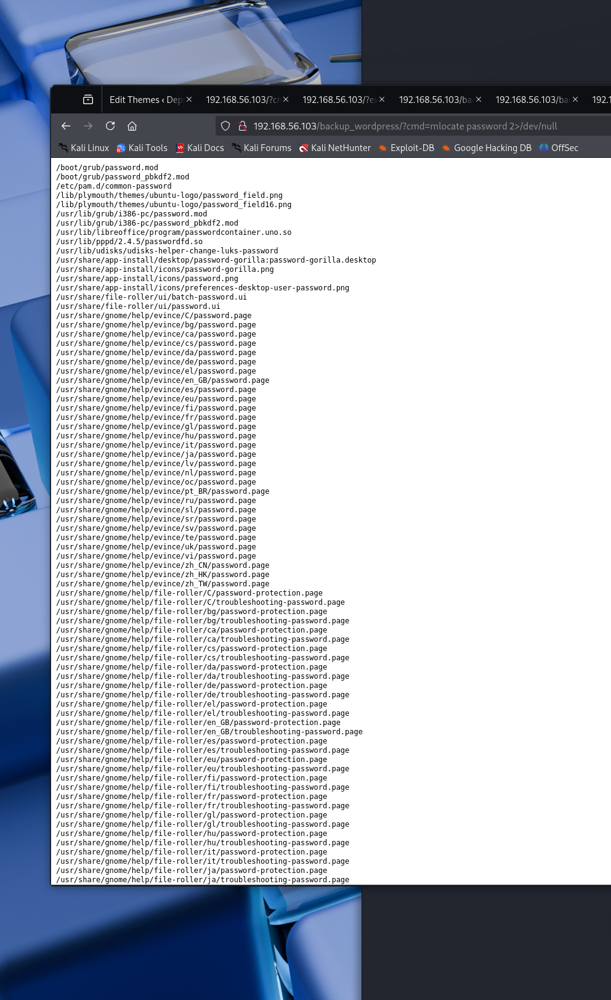 Edit Themes ‹ Dep
192.168.56.103/?cm
192.168.56.103/?ex
192.168.56.103/ba
192.168.56.103/ba
192.1
192.168.56.103/backup_wordpress/?cmd=mlocate password 2>/dev/null
Kali Linux Kali Tools Kali Docs Kali Forums Kali NetHunter Exploit-DB Google Hacking DB OffSec
/boot/grub/password.mod
/boot/grub/password_pbkdf2.mod
/etc/pam.d/common-password
/lib/plymouth/themes/ubuntu-logo/password_field.png
/lib/plymouth/themes/ubuntu-logo/password_field16.png
/usr/lib/grub/i386-pc/password.mod
/usr/lib/grub/i386-pc/password_pbkdf2.mod
/usr/lib/libreoffice/program/passwordcontainer.uno.so
/usr/lib/pppd/2.4.5/passwordfd.so
/usr/lib/udisks/udisks-helper-change-luks-password
/usr/share/app-install/desktop/password-gorilla:password-gorilla.desktop
/usr/share/app-install/icons/password-gorilla.png
/usr/share/app-install/icons/password.png
/usr/share/app-install/icons/preferences-desktop-user-password.png
/usr/share/file-roller/ui/batch-password.ui
/usr/share/file-roller/ui/password.ui
/usr/share/gnome/help/evince/C/password.page
/usr/share/gnome/help/evince/bg/password.page
/usr/share/gnome/help/evince/ca/password.page
/usr/share/gnome/help/evince/cs/password.page
/usr/share/gnome/help/evince/da/password.page
/usr/share/gnome/help/evince/de/password.page
/usr/share/gnome/help/evince/el/password.page
/usr/share/gnome/help/evince/en_GB/password.page
/usr/share/gnome/help/evince/es/password.page
/usr/share/gnome/help/evince/eu/password.page
/usr/share/gnome/help/evince/fi/password.page
/usr/share/gnome/help/evince/fr/password.page
/usr/share/gnome/help/evince/gl/password.page
/usr/share/gnome/help/evince/hu/password.page
/usr/share/gnome/help/evince/it/password.page
/usr/share/gnome/help/evince/ja/password.page
/usr/share/gnome/help/evince/lv/password.page
/usr/share/gnome/help/evince/nl/password.page
/usr/share/gnome/help/evince/oc/password.page
/usr/share/gnome/help/evince/pt_BR/password.page
/usr/share/gnome/help/evince/ru/password.page
/usr/share/gnome/help/evince/sl/password.page
/usr/share/gnome/help/evince/sr/password.page
/usr/share/gnome/help/evince/sv/password.page
/usr/share/gnome/help/evince/te/password.page
/usr/share/gnome/help/evince/uk/password.page
/usr/share/gnome/help/evince/vi/password.page
/usr/share/gnome/help/evince/zh_CN/password.page
/usr/share/gnome/help/evince/zh_HK/password.page
/usr/share/gnome/help/evince/zh_TW/password.page
/usr/share/gnome/help/file-roller/C/password-protection.page
/usr/share/gnome/help/file-roller/C/troubleshooting-password.page
/usr/share/gnome/help/file-roller/bg/password-protection.page
/usr/share/gnome/help/file-roller/bg/troubleshooting-password.page
/usr/share/gnome/help/file-roller/ca/password-protection.page
/usr/share/gnome/help/file-roller/ca/troubleshooting-password.page
/usr/share/gnome/help/file-roller/cs/password-protection.page
/usr/share/gnome/help/file-roller/cs/troubleshooting-password.page
/usr/share/gnome/help/file-roller/da/password-protection.page
/usr/share/gnome/help/file-roller/da/troubleshooting-password.page
/usr/share/gnome/help/file-roller/de/password-protection.page
/usr/share/gnome/help/file-roller/de/troubleshooting-password.page
/usr/share/gnome/help/file-roller/el/password-protection.page
/usr/share/gnome/help/file-roller/el/troubleshooting-password.page
/usr/share/gnome/help/file-roller/en_GB/password-protection.page
/usr/share/gnome/help/file-roller/en_GB/troubleshooting-password.page
/usr/share/gnome/help/file-roller/es/password-protection.page
/usr/share/gnome/help/file-roller/es/troubleshooting-password.page
/usr/share/gnome/help/file-roller/eu/password-protection.page
/usr/share/gnome/help/file-roller/eu/troubleshooting-password.page
/usr/share/gnome/help/file-roller/fi/password-protection.page
/usr/share/gnome/help/file-roller/fi/troubleshooting-password.page
/usr/share/gnome/help/file-roller/fr/password-protection.page
/usr/share/gnome/help/file-roller/fr/troubleshooting-password.page
/usr/share/gnome/help/file-roller/gl/password-protection.page
/usr/share/gnome/help/file-roller/gl/troubleshooting-password.page
/usr/share/gnome/help/file-roller/hu/password-protection.page
/usr/share/gnome/help/file-roller/hu/troubleshooting-password.page
/usr/share/gnome/help/file-roller/it/password-protection.page
/usr/share/gnome/help/file-roller/it/troubleshooting-password.page
/usr/share/gnome/help/file-roller/ja/password-protection.page
/usr/share/gnome/help/file-roller/ja/troubleshooting-password.page